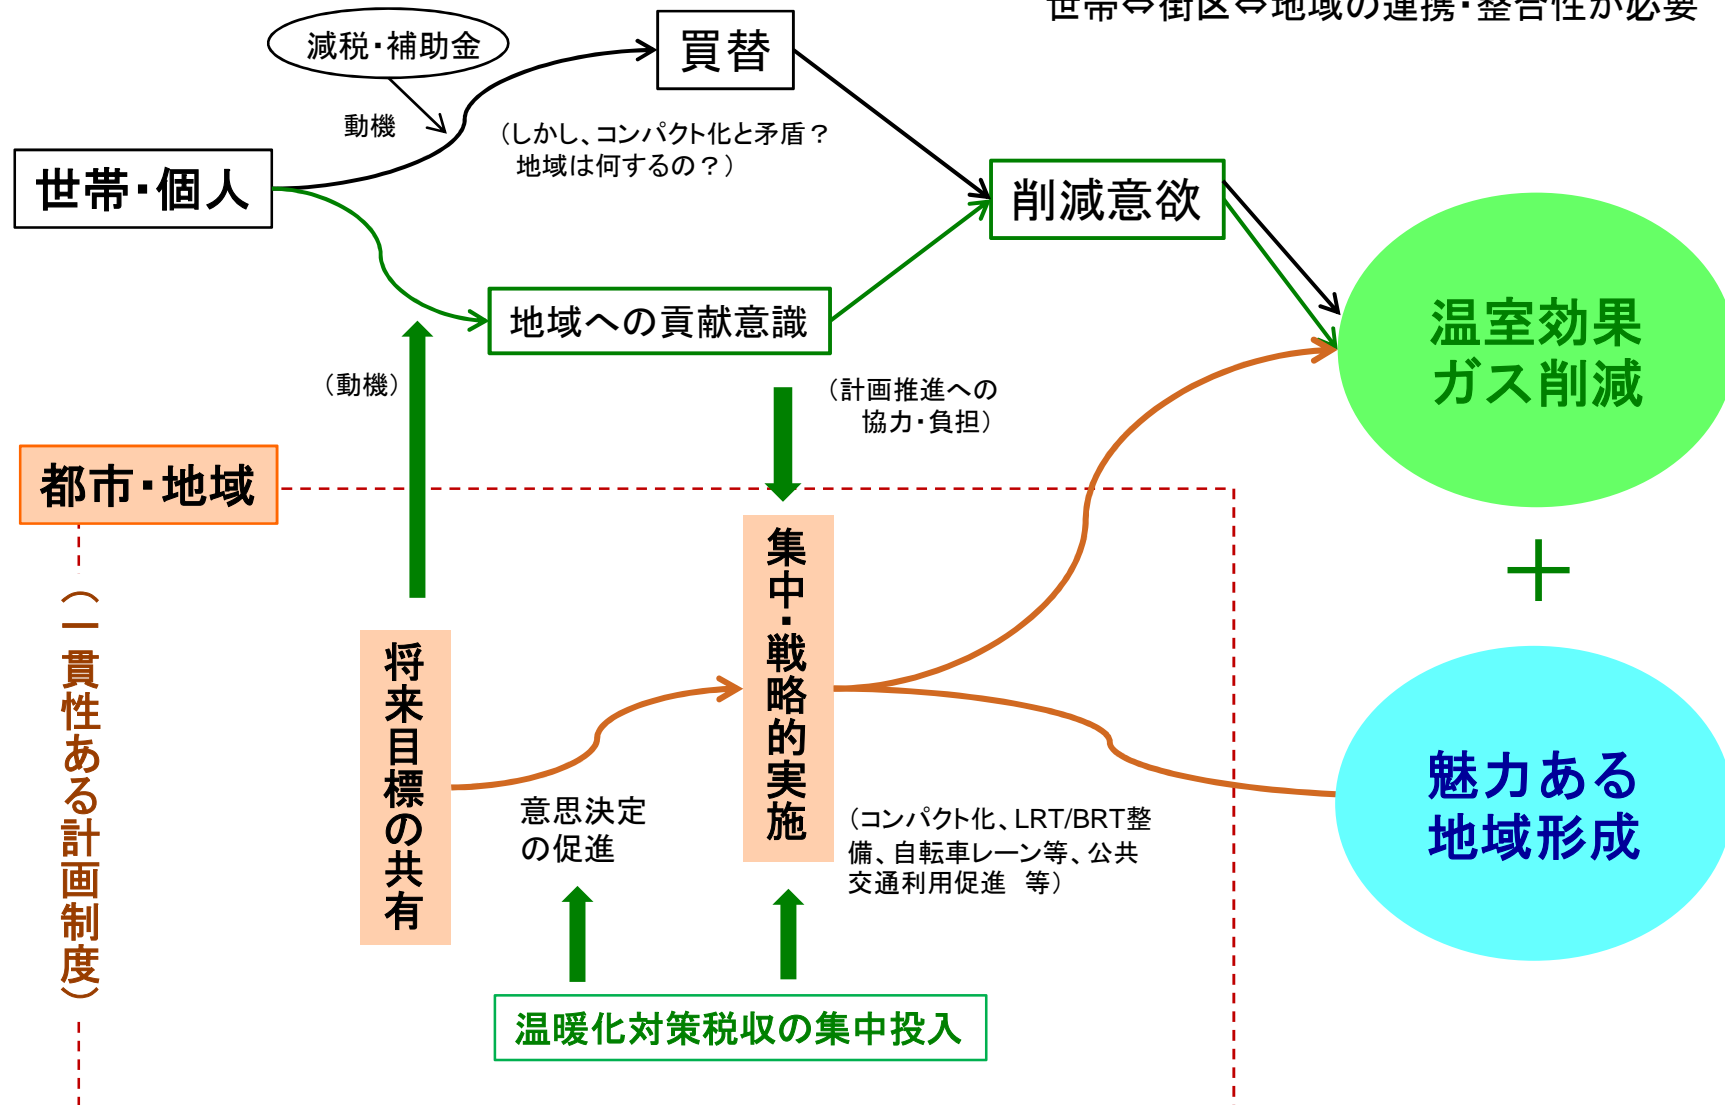 世帯⇔街区⇔地域の連携・整合性が必要
減税・補助金
買替
動機
（しかし、コンパクト化と矛盾？
地域は何するの？）
世帯・個人
削減意欲
地域への貢献意識
温室効果
ガス削減
（動機）
（計画推進への
協力・負担）
都市・地域
＋
（一貫性ある計画制度）
将来目標の共有
集中・戦略的実施
意思決定
の促進
（コンパクト化、LRT/BRT整
備、自転車レーン等、公共
交通利用促進　等）
魅力ある
地域形成
温暖化対策税収の集中投入